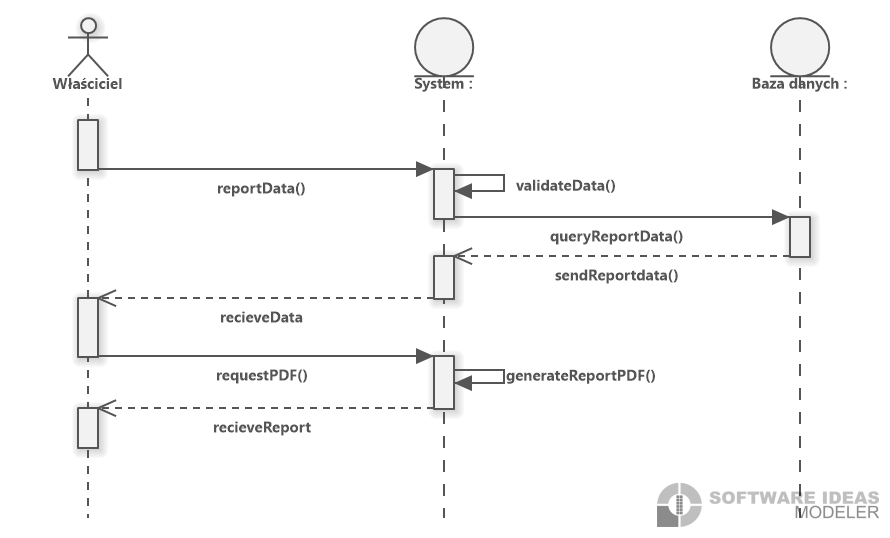 Właściciel
System :
Baza danych :
reportData()
validateData()
queryReportData()
sendReportdata()
recieveData
requestPDF()
generateReportPDF()
recieveReport
SOFTWARE IDEAS
MODELER